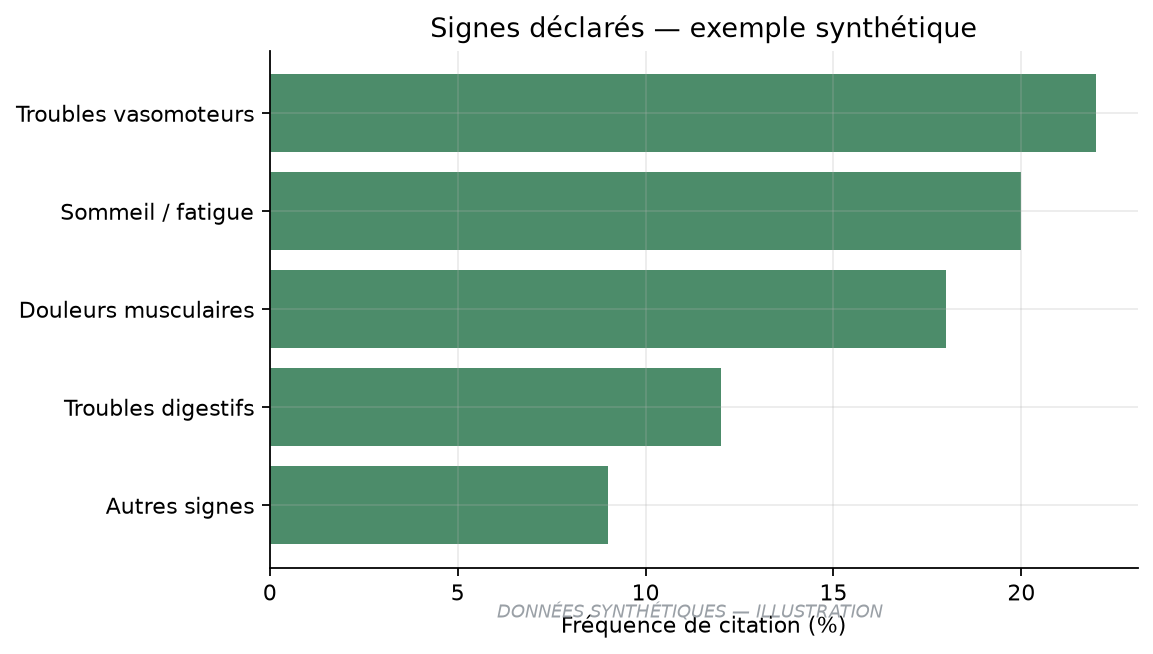 Signes déclarés — exemple synthétique
Troubles vasomoteurs
Sommeil / fatigue
Douleurs musculaires
Troubles digestifs
Autres signes
0 5 10 15 20
DONNÉES SYNTHÉTIQUES — ILLUSTRATION
Fréquence de citation (%)